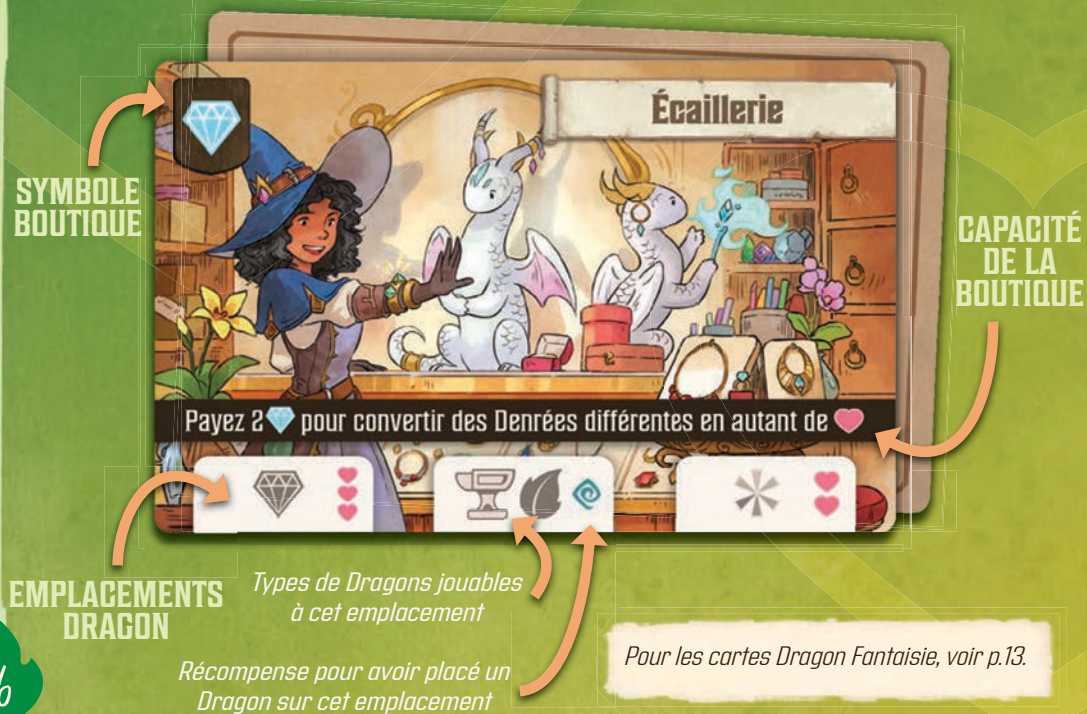 Écaillerie
SYMBOLE
BOUTIQUE
CAPACITÉ
DE LA
BOUTIQUE
Payez 2 pour convertir des Denrées différentes en autant de
EMPLACEMENTS
DRAGON
Types de Dragons jouables
à cet emplacement
Récompense pour avoir placé un
Dragon sur cet emplacement
Pour les cartes Dragon Fantaisie, voir p.13.